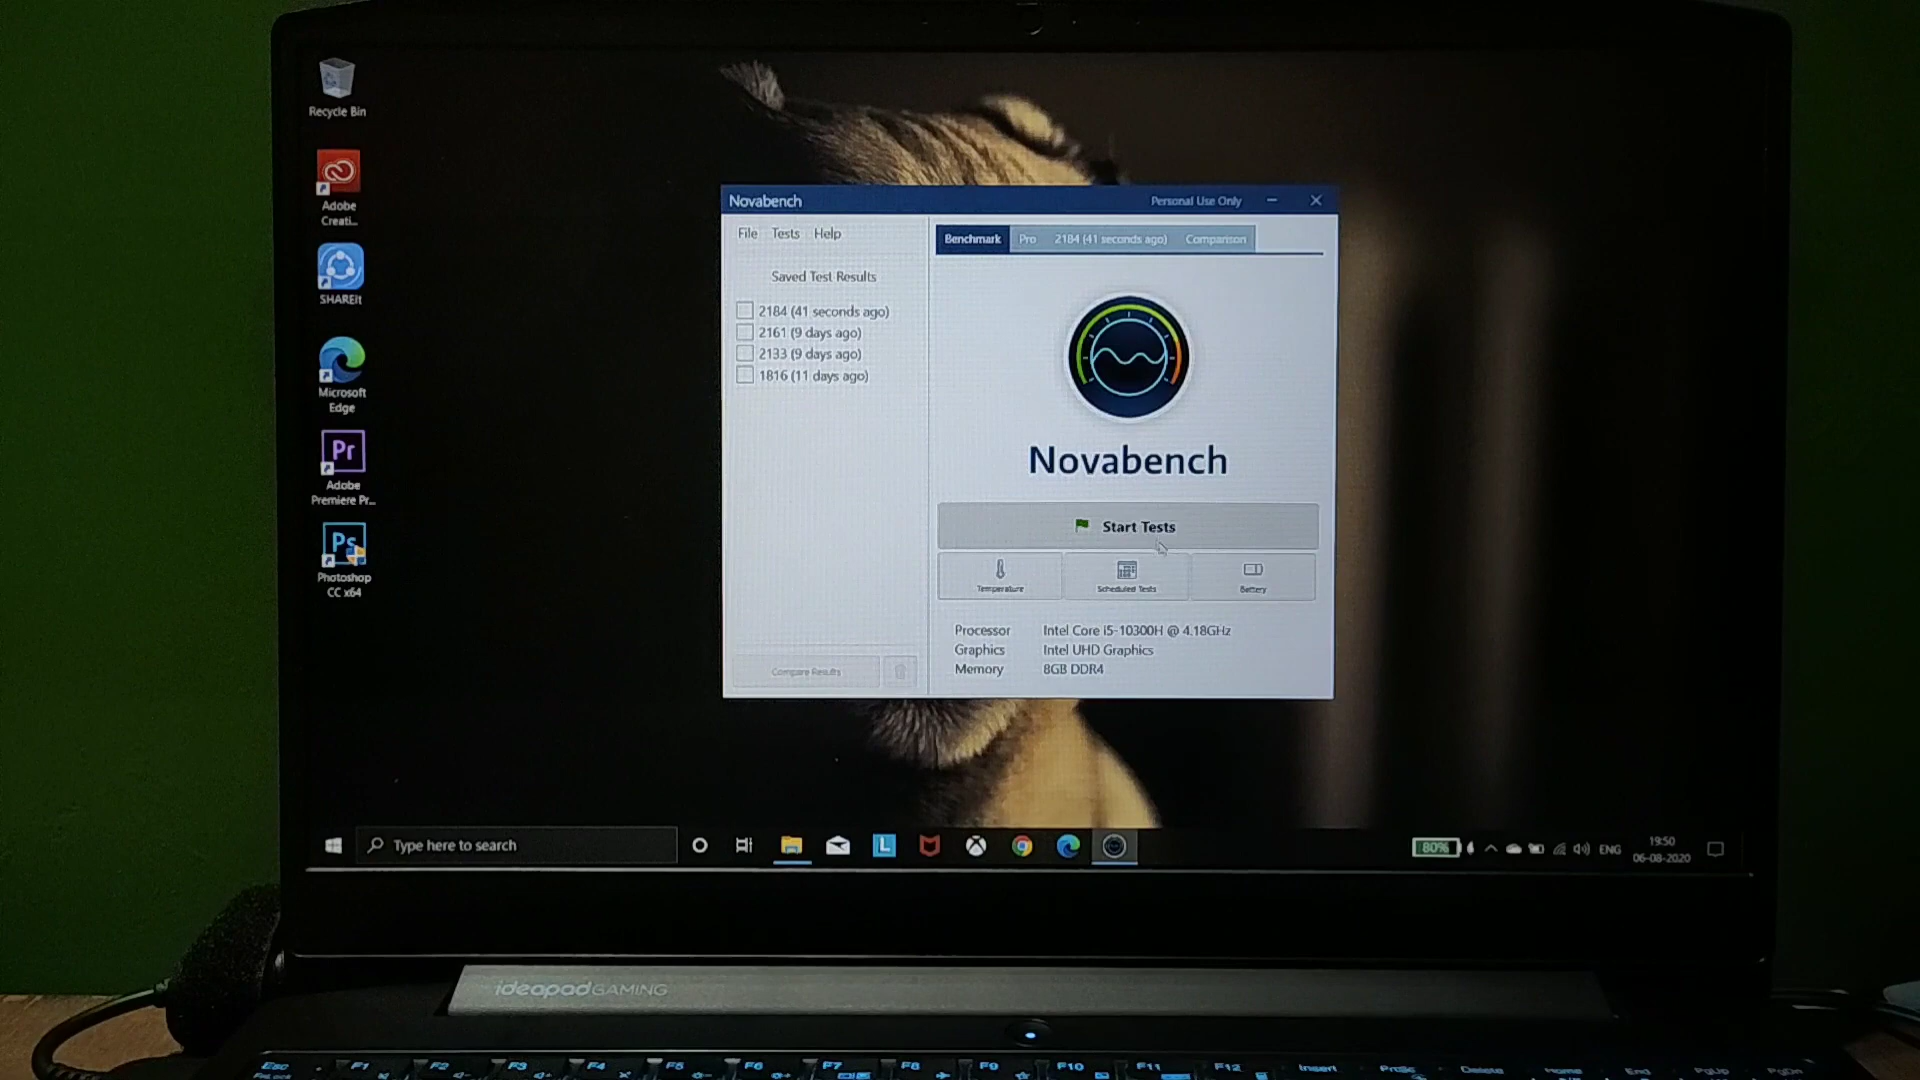 Recycle Bin
Adobe
Creati...
SHAREit
Microsoft
Edge
Adobe
Premiere Pr...
Photoshop
CC x64
Novabench
Personal Use Only
File Tests Help
Saved Test Results
2184 (41 seconds ago)
2161 (9 days ago)
2133 (9 days ago)
1816 (11 days ago)
Compare Results
Benchmark Pro 2184 (41 seconds ago) Comparison
Novabench
Start Tests
Temperature Scheduled Tests Battery
Processor Intel Core i5-10300H @ 4.18GHz
Graphics Intel UHD Graphics
Memory 8GB DDR4
Type here to search
80%
ENG
19:50
06-08-2020
ideapad GAMING
Esc F1 F2 F3 F4 F5 F6 F7 F8 F9 F10 F11 F12 Insert PrtSc Delete Home End PgUp PgDn